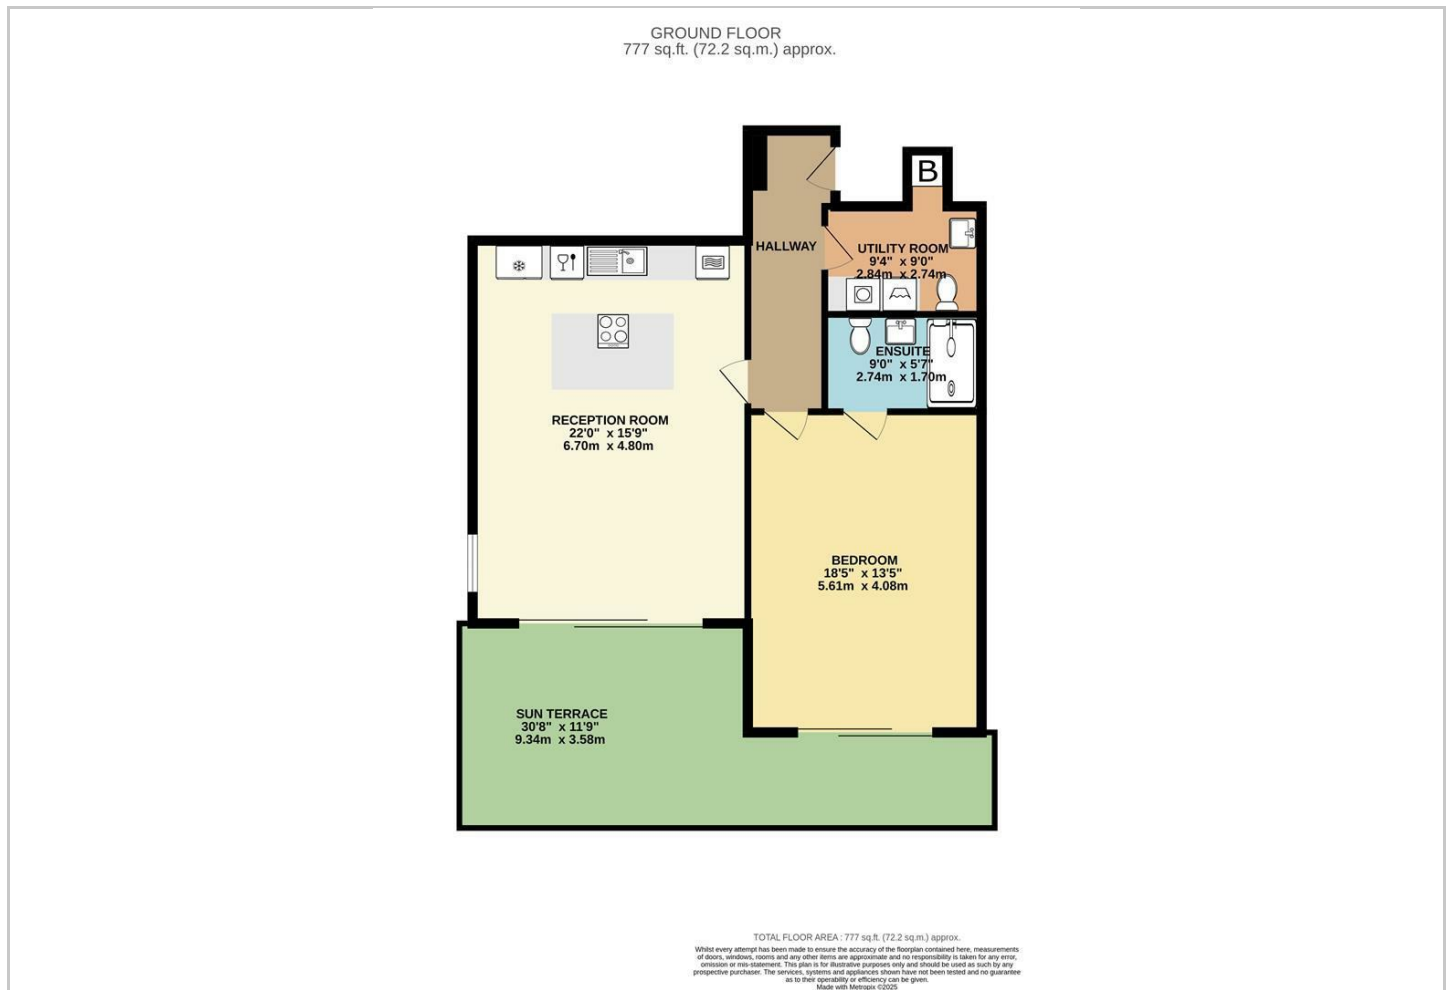 GROUND FLOOR
777 sq.ft. (72.2 sq.m.) approx.
B
HALLWAY
UTILITY ROOM
9'4" x 9'0"
2.84m x 2.74m
ENSUITE
9'0" x 5'7"
2.74m x 1.70m
RECEPTION ROOM
22'0" x 15'9"
6.70m x 4.80m
BEDROOM
18'5" x 13'5"
5.61m x 4.08m
SUN TERRACE
30'8" x 11'9"
9.34m x 3.58m
TOTAL FLOOR AREA : 777 sq.ft. (72.2 sq.m.) approx.
Whilst every attempt has been made to ensure the accuracy of the floorplan contained here, measurements
of doors, windows, rooms and any other items are approximate and no responsibility is taken for any error,
omission or mis-statement. This plan is for illustrative purposes only and should be used as such by any
prospective purchaser. The services, systems and appliances shown have not been tested and no guarantee
as to their operability or efficiency can be given.
Made with Metropix ©2025